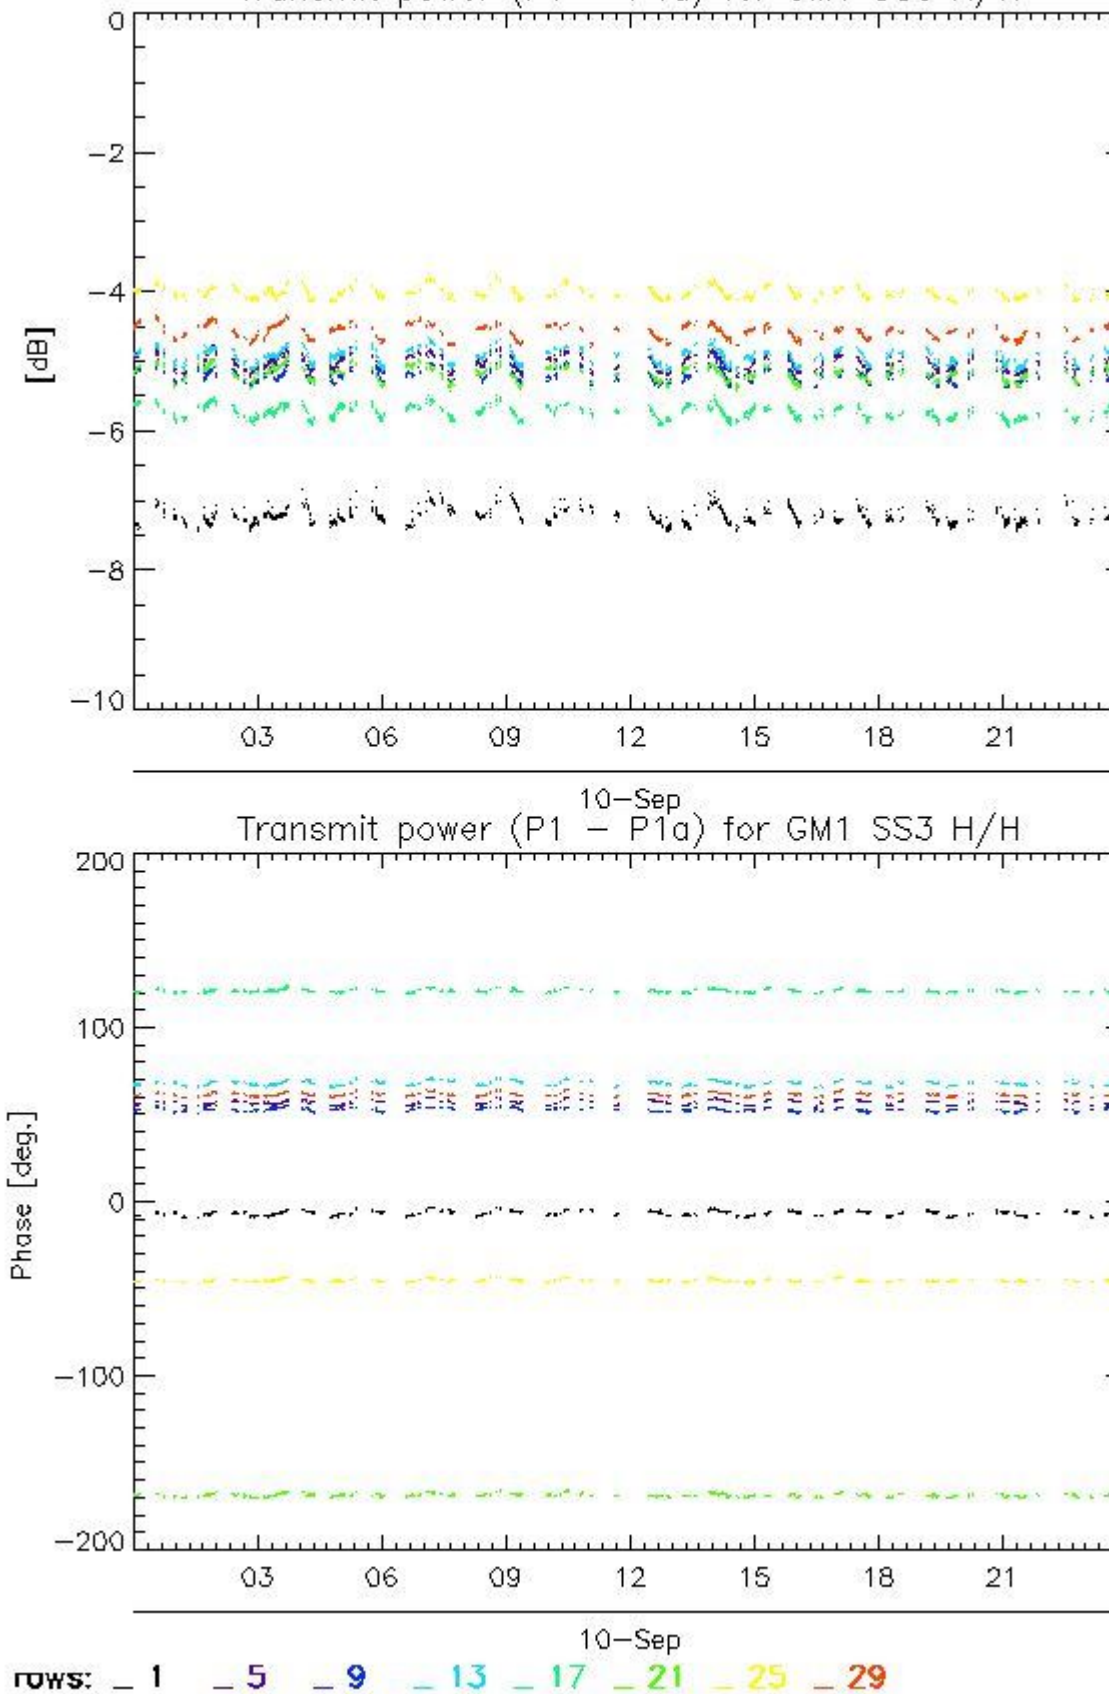 0
-2
-4
[dB]
-6
-8
-10
03 06 09 12 15 18 21
10-Sep
Transmit power (P1 - P1a) for GM1 SS3 H/H
200
100
Phase [deg.]
0
-100
-200
03 06 09 12 15 18 21
10-Sep
rows: _ 1 _ 5 _ 9 _ 13 _ 17 _ 21 _ 25 _ 29